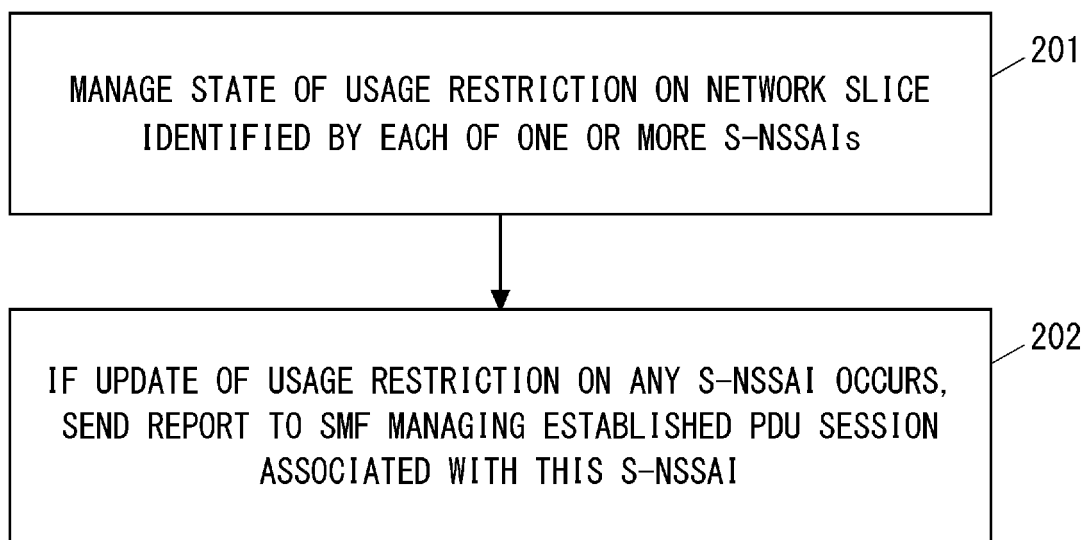 201
MANAGE STATE OF USAGE RESTRICTION ON NETWORK SLICE
IDENTIFIED BY EACH OF ONE OR MORE S-NSSAIs
202
IF UPDATE OF USAGE RESTRICTION ON ANY S-NSSAI OCCURS,
SEND REPORT TO SMF MANAGING ESTABLISHED PDU SESSION
ASSOCIATED WITH THIS S-NSSAI